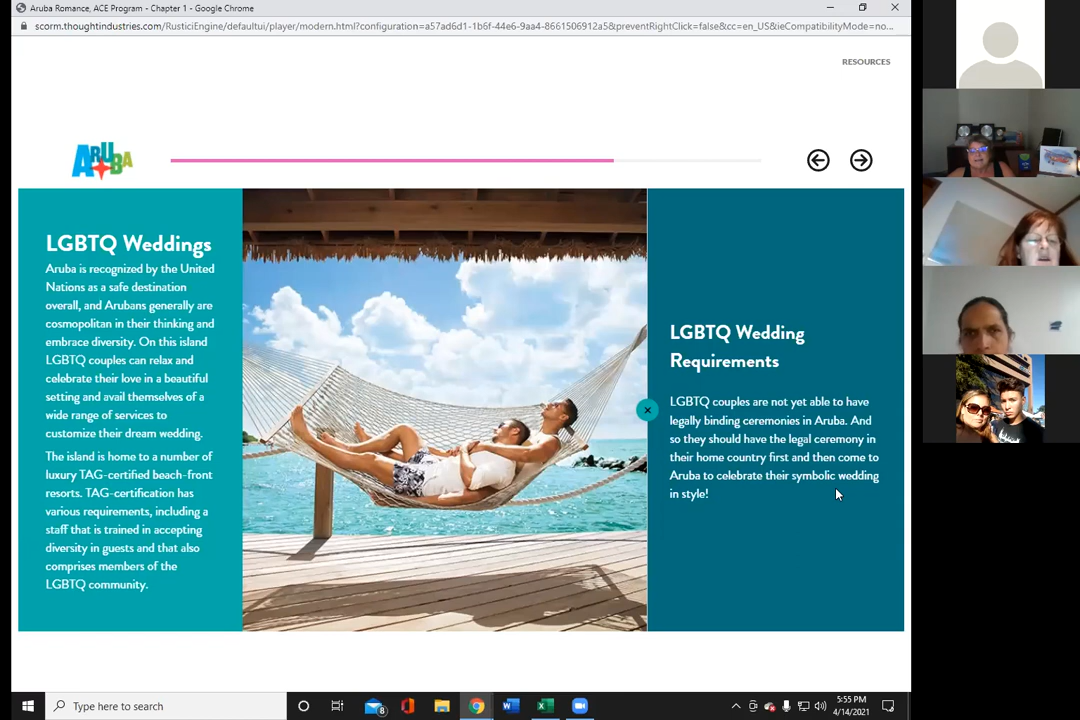 Aruba Romance, ACE Program - Chapter 1 - Google Chrome
scorm.thoughtindustries.com/RusticiEngine/defaultui/player/modern.html?configuration=a57ad6d1-1b6f-44e6-9aa4-8661506912a5&preventRightClick=false&cc=en_US&ieCompatibilityMode=no...
RESOURCES
ARUBA
LGBTQ Weddings
Aruba is recognized by the United
Nations as a safe destination
overall, and Arubans generally are
cosmopolitan in their thinking and
embrace diversity. On this island
LGBTQ couples can relax and
celebrate their love in a beautiful
setting and avail themselves of a
wide range of services to
customize their dream wedding.
The island is home to a number of
luxury TAG-certified beach-front
resorts. TAG-certification has
various requirements, including a
staff that is trained in accepting
diversity in guests and that also
comprises members of the
LGBTQ community.
LGBTQ Wedding
Requirements
LGBTQ couples are not yet able to have
legally binding ceremonies in Aruba. And
so they should have the legal ceremony in
their home country first and then come to
Aruba to celebrate their symbolic wedding
in style!
Type here to search
8
5:55 PM
4/14/2021